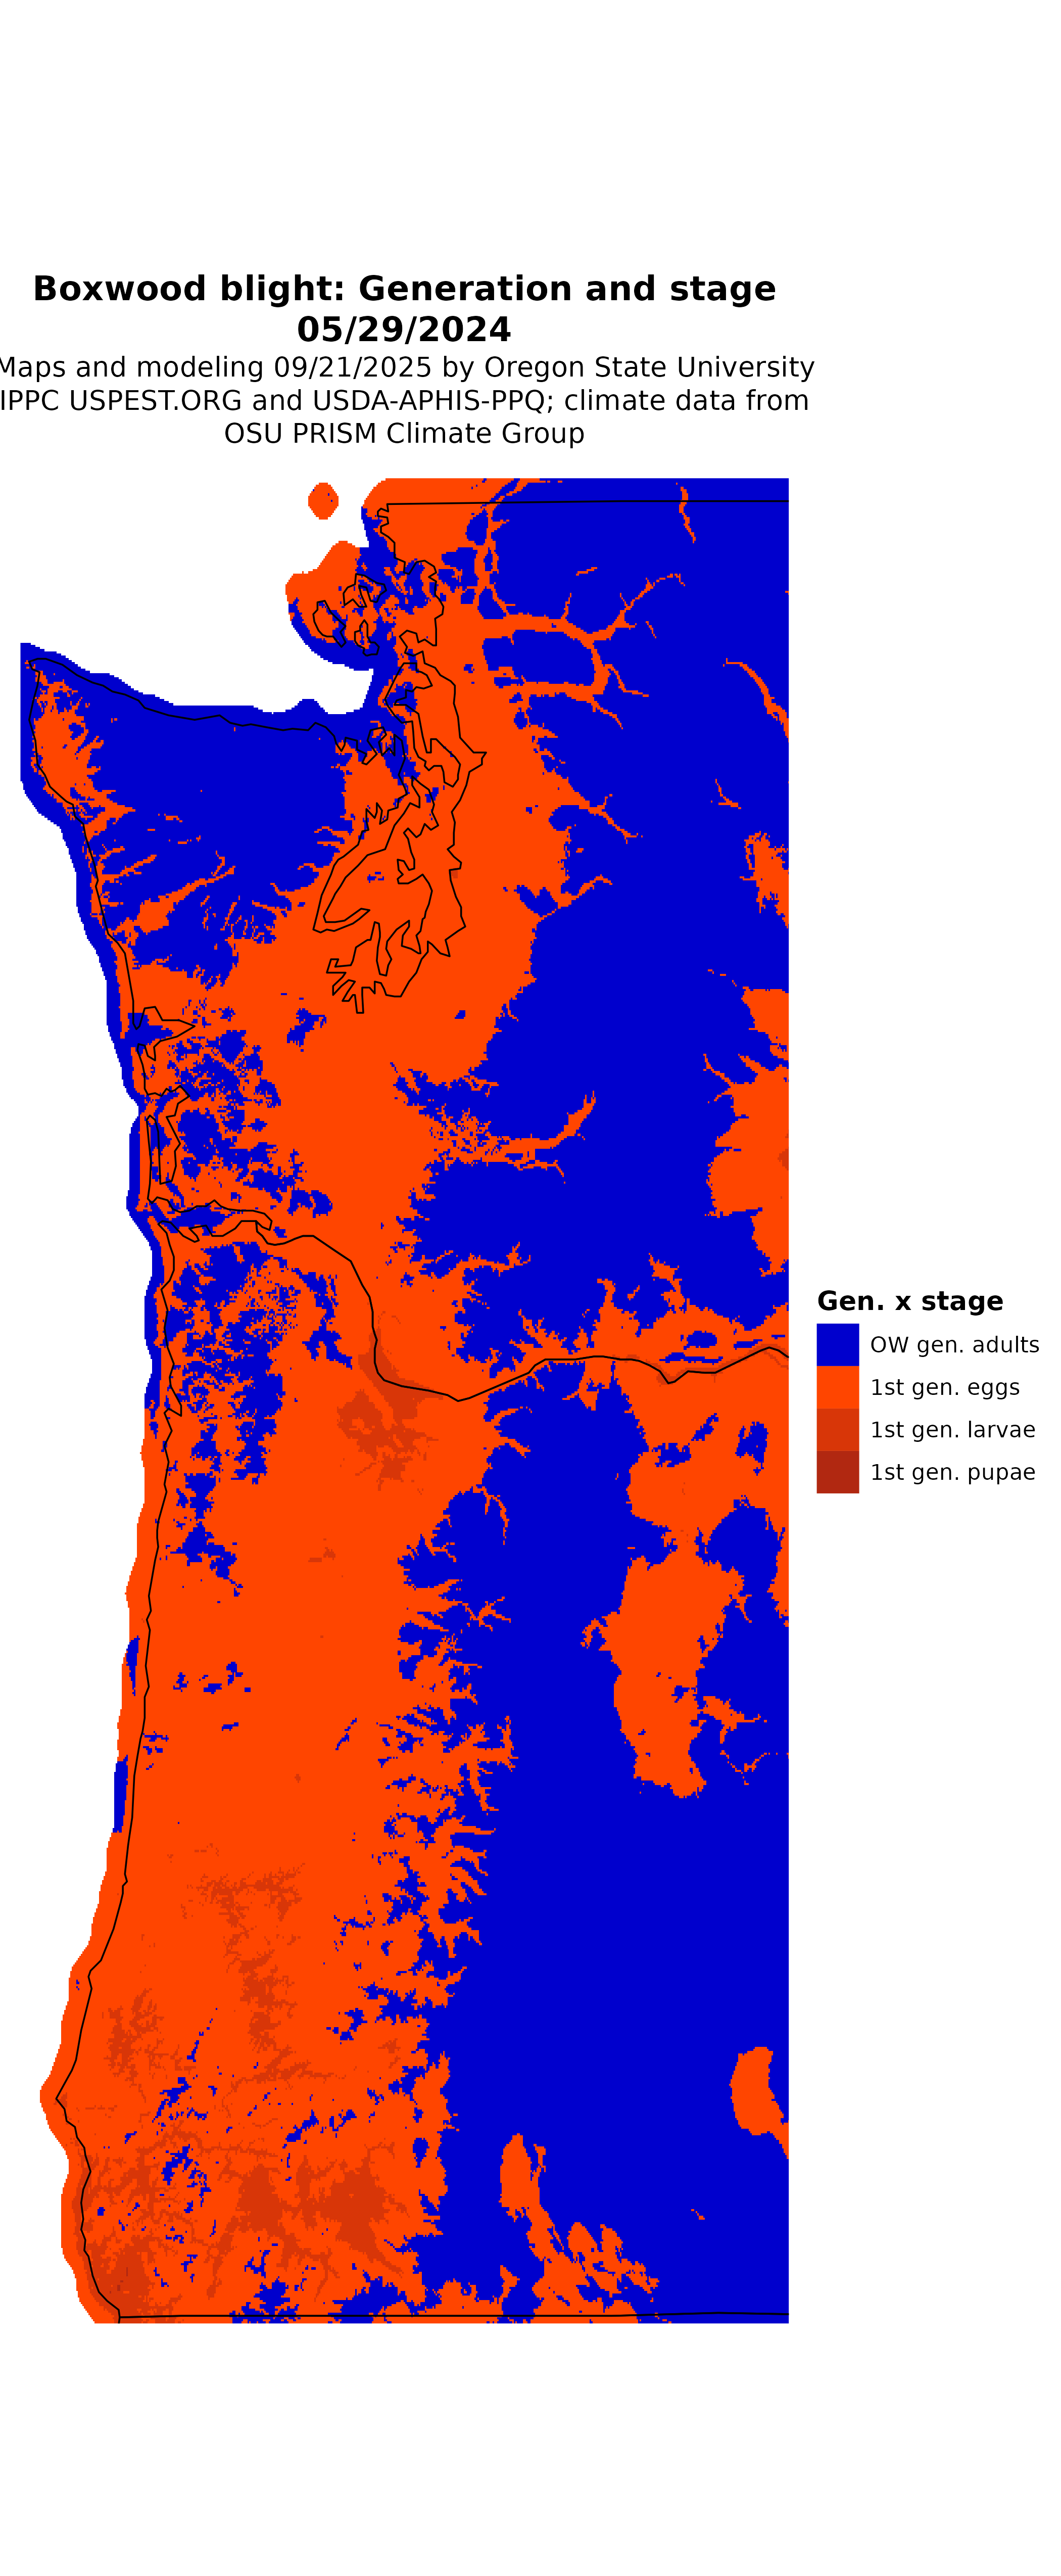 Boxwood blight: Generation and stage
05/29/2024
Maps and modeling 09/21/2025 by Oregon State University
IPPC USPEST.ORG and USDA-APHIS-PPQ; climate data from
OSU PRISM Climate Group
Gen. x stage
OW gen. adults
1st gen. eggs
1st gen. larvae
1st gen. pupae